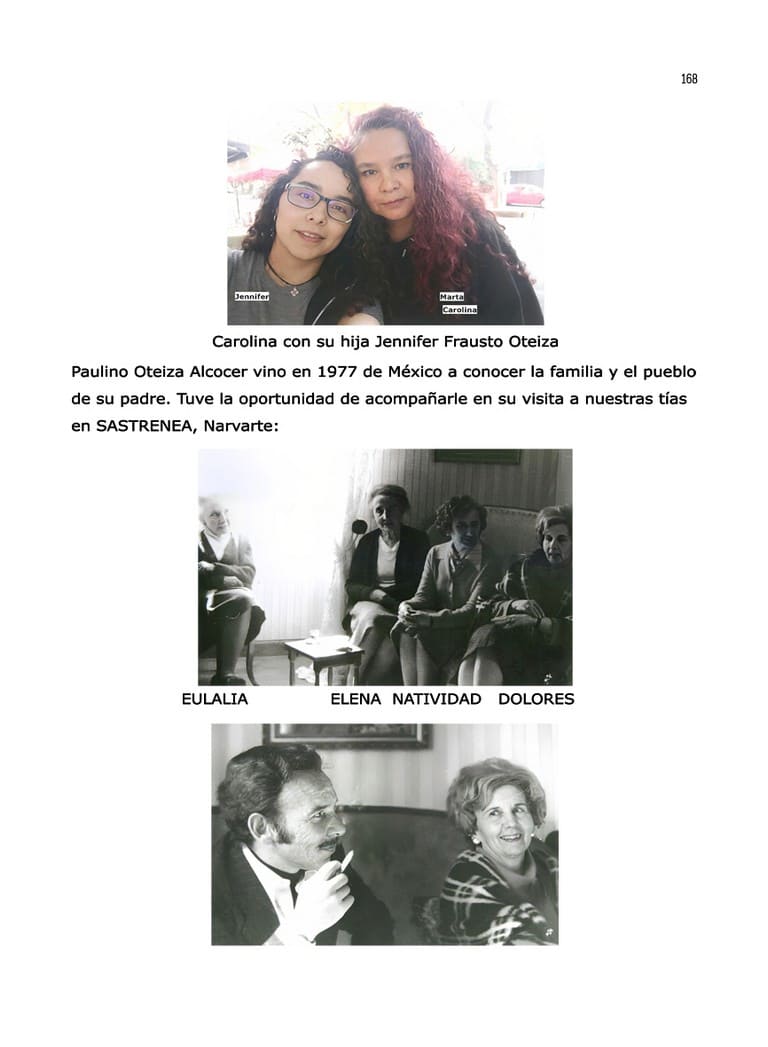 168
Jennifer
Marta
Carolina
Carolina con su hija Jennifer Frausto Oteiza
Paulino Oteiza Alcocer vino en 1977 de México a conocer la familia y el pueblo
de su padre. Tuve la oportunidad de acompañarle en su visita a nuestras tías
en SASTRENEA, Narvarte:
EULALIA ELENA NATIVIDAD DOLORES